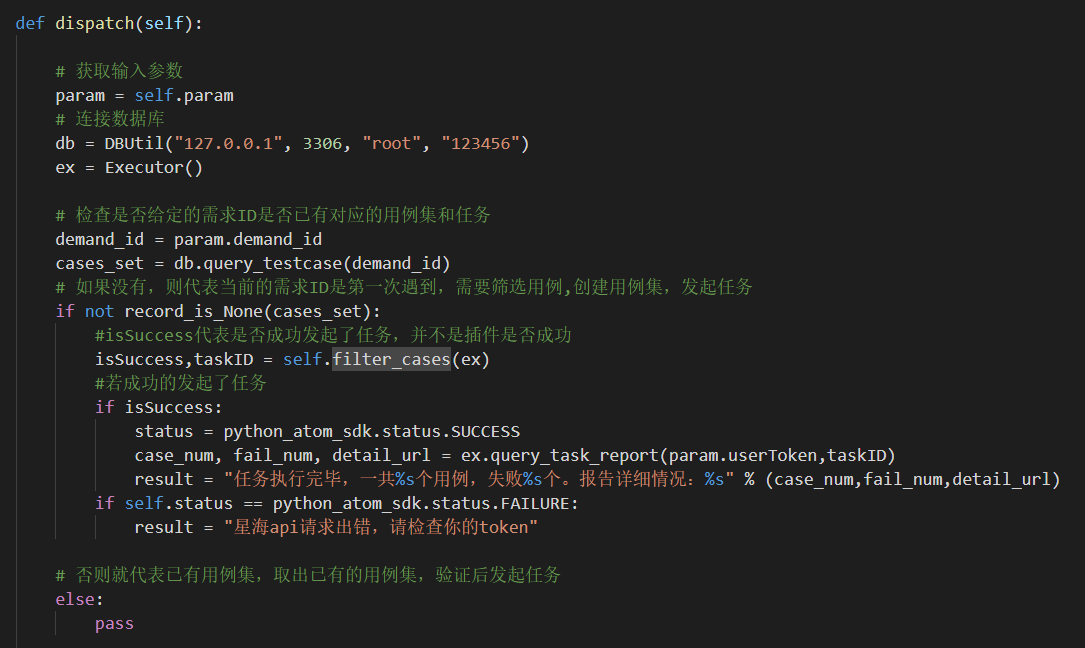 def dispatch(self):
# 获取输入参数
param = self.param
# 连接数据库
db = DBUtil("127.0.0.1", 3306, "root", "123456")
ex = Executor()
# 检查是否给定的需求ID是否已有对应的用例集和任务
demand_id = param.demand_id
cases_set = db.query_testcase(demand_id)
# 如果没有，则代表当前的需求ID是第一次遇到，需要筛选用例,创建用例集，发起任务
if not record_is_None(cases_set):
#isSuccess代表是否成功发起了任务，并不是插件是否成功
isSuccess,taskID = self.filter_cases(ex)
#若成功的发起了任务
if isSuccess:
status = python_atom_sdk.status.SUCCESS
case_num, fail_num, detail_url = ex.query_task_report(param.userToken,taskID)
result = "任务执行完毕，一共%s个用例，失败%s个。报告详细情况：%s" % (case_num,fail_num,detail_url)
if self.status == python_atom_sdk.status.FAILURE:
result = "星海api请求出错，请检查你的token"
# 否则就代表已有用例集，取出已有的用例集，验证后发起任务
else:
pass